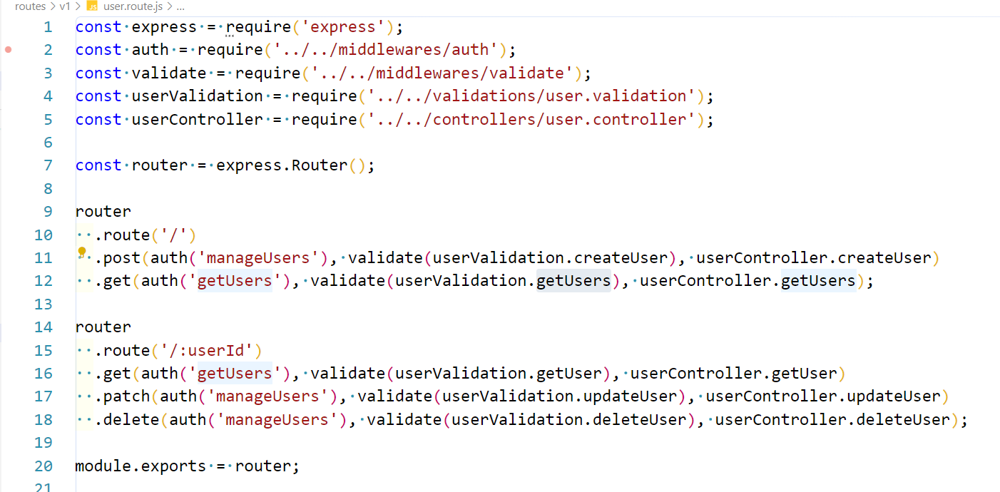 routes > v1 > JS user.route.js > ...
1 const express = require('express');
2 const auth = require('../../middlewares/auth');
3 const validate = require('../../middlewares/validate');
4 const userValidation = require('../../validations/user.validation');
5 const userController = require('../../controllers/user.controller');
6
7 const router = express.Router();
8
9 router
10   .route('/')
11   .post(auth('manageUsers'), validate(userValidation.createUser), userController.createUser)
12   .get(auth('getUsers'), validate(userValidation.getUsers), userController.getUsers);
13
14 router
15   .route('/:userId')
16   .get(auth('getUsers'), validate(userValidation.getUser), userController.getUser)
17   .patch(auth('manageUsers'), validate(userValidation.updateUser), userController.updateUser)
18   .delete(auth('manageUsers'), validate(userValidation.deleteUser), userController.deleteUser);
19
20 module.exports = router;
21